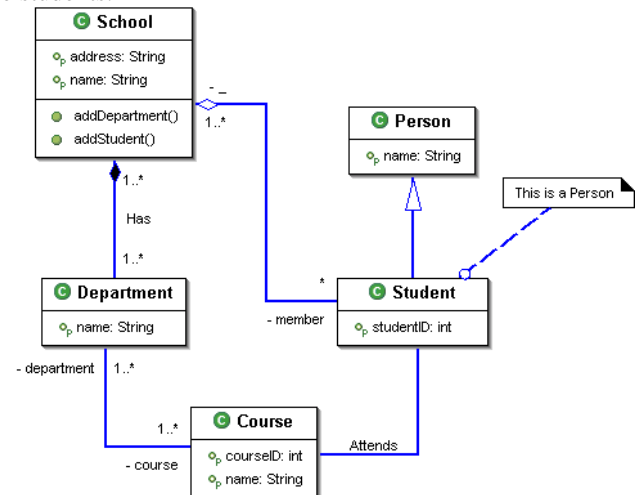 C School
address: String
name: String
addDepartment()
addStudent()
- _
1..*
C Person
name: String
This is a Person
1..*
Has
1..*
C Department
name: String
*
- member
C Student
studentID: int
- department
1..*
1..*
- course
C Course
courseID: int
name: String
Attends